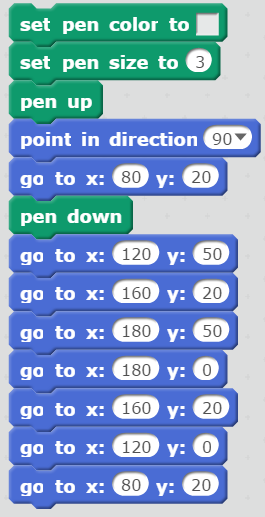 set pen color to
set pen size to 3
pen up
point in direction 90
go to x: 80 y: 20
pen down
go to x: 120 y: 50
go to x: 160 y: 20
go to x: 180 y: 50
go to x: 180 y: 0
go to x: 160 y: 20
go to x: 120 y: 0
go to x: 80 y: 20